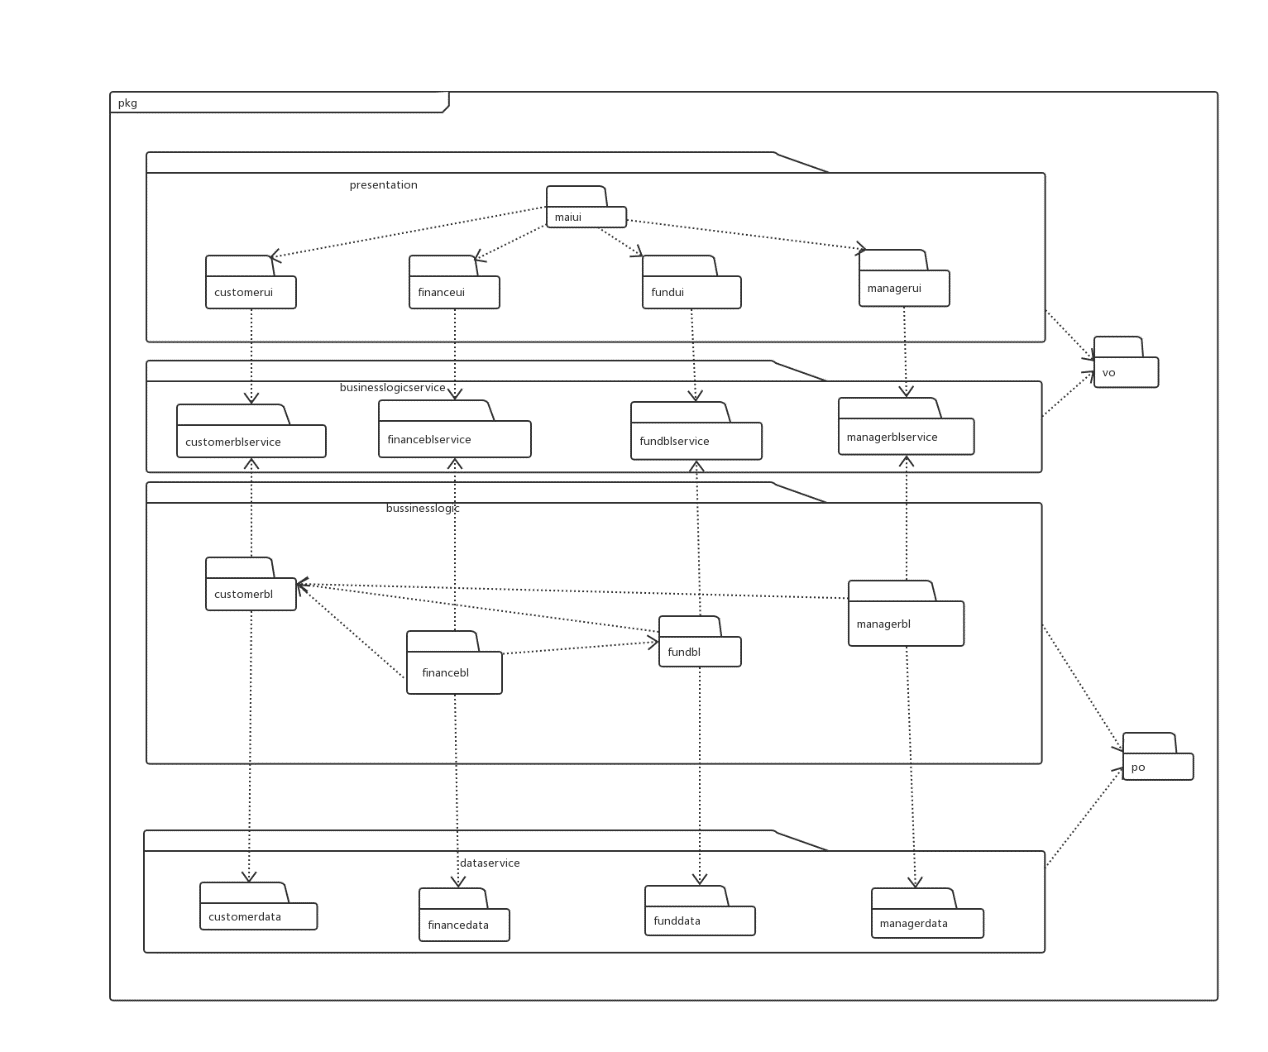 pkg
presentation
maiui
customerui
financeui
fundui
managerui
vo
businesslogicservice
customerblservice
financeblservice
fundblservice
managerblservice
bussinesslogic
customerbl
financebl
fundbl
managerbl
po
dataservice
customerdata
financedata
funddata
managerdata